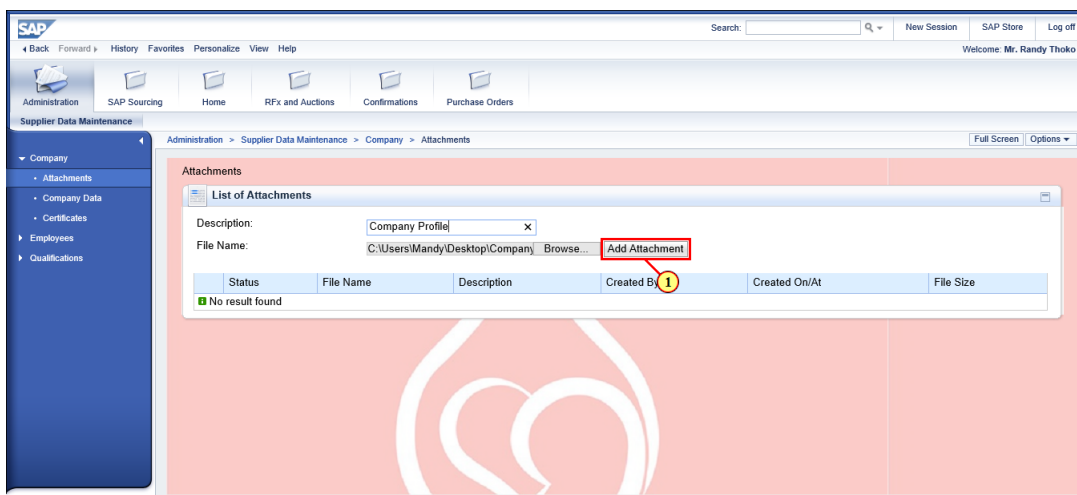 SAP Search: New Session SAP Store Log off
Back Forward History Favorites Personalize View Help Welcome: Mr. Randy Thoko
Administration SAP Sourcing Home RFx and Auctions Confirmations Purchase Orders
Supplier Data Maintenance
Administration > Supplier Data Maintenance > Company > Attachments Full Screen Options
Company
Attachments
Company Data
Certificates
Employees
Qualifications
Attachments
List of Attachments
Description: Company Profile x
File Name: C:\Users\Mandy\Desktop\Company Browse... Add Attachment
1
Status File Name Description Created By Created On/At File Size
No result found